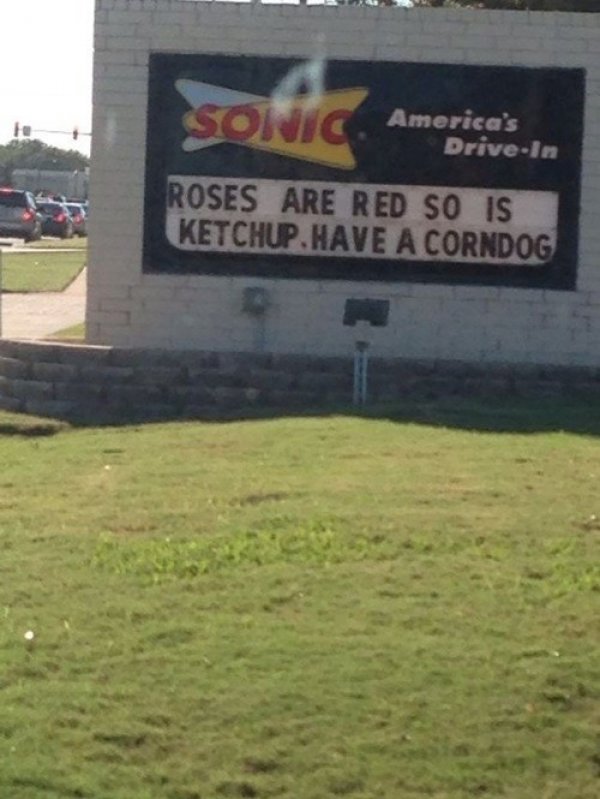 SONIC
America's
Drive-In
ROSES ARE RED SO IS
KETCHUP. HAVE A CORNDOG